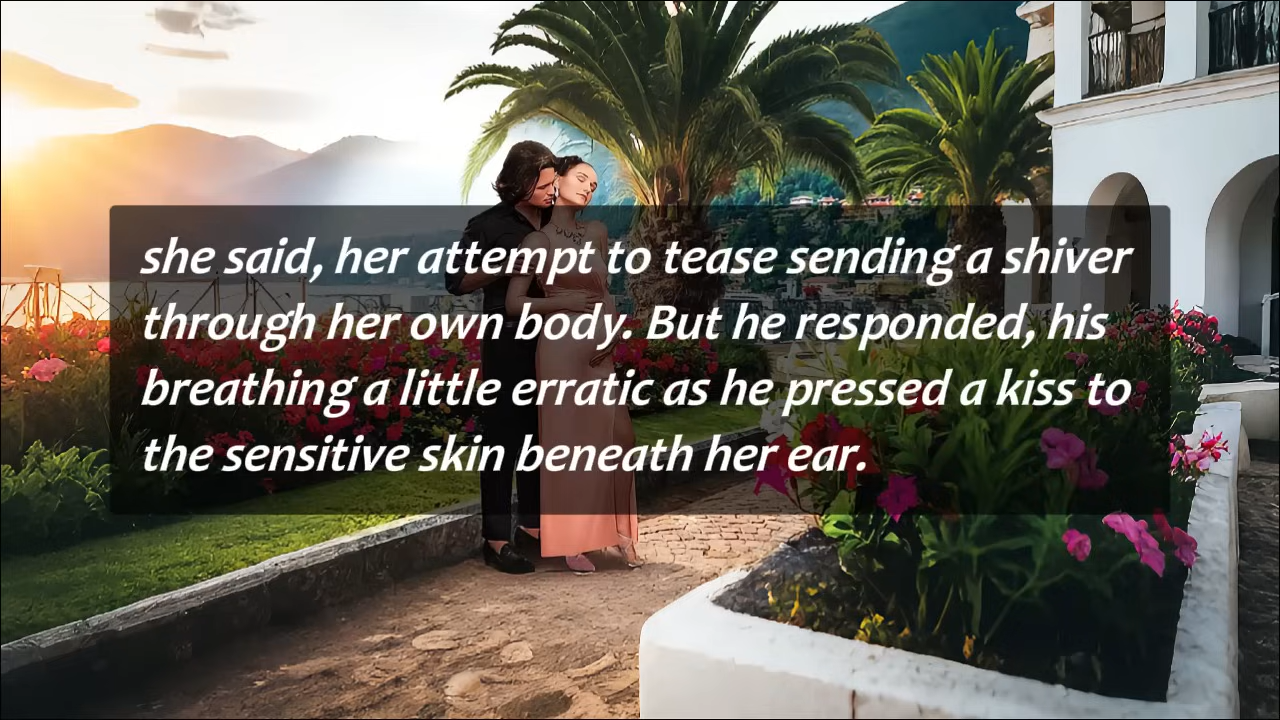 she said, her attempt to tease sending a shiver
through her own body. But he responded, his
breathing a little erratic as he pressed a kiss to
the sensitive skin beneath her ear.